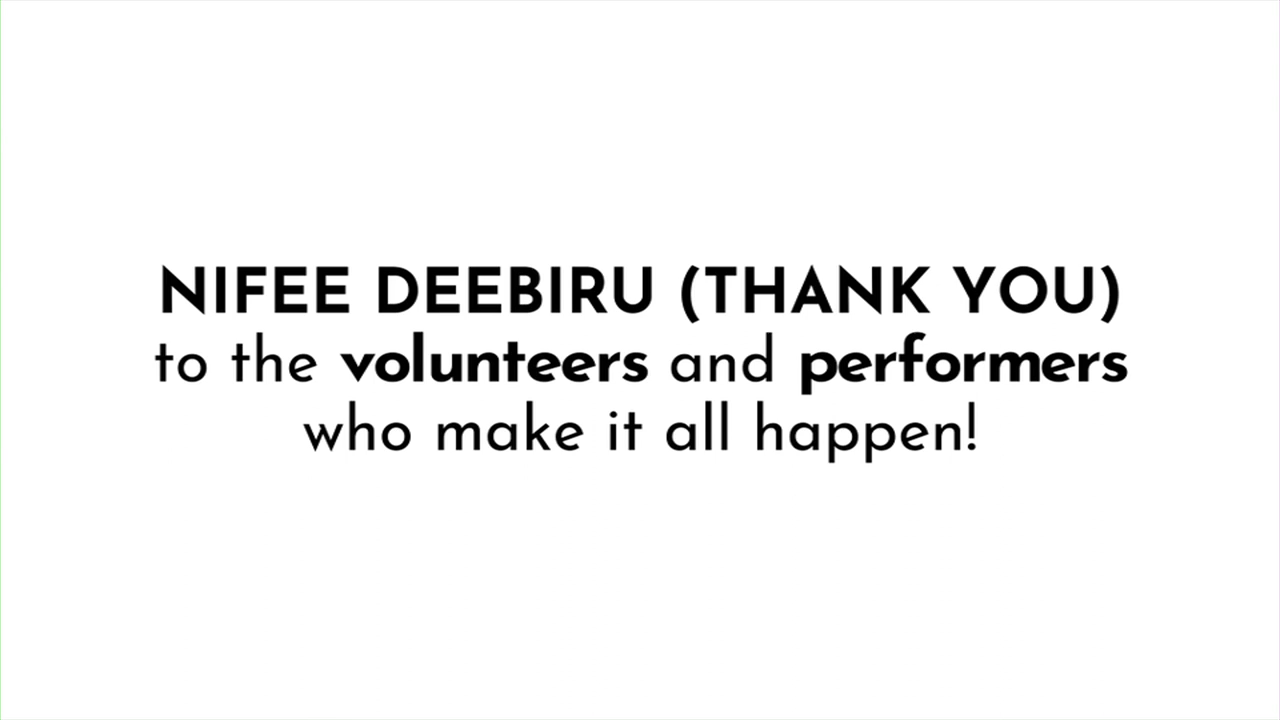 NIFEE DEEBIRU (THANK YOU)
to the volunteers and performers
who make it all happen!